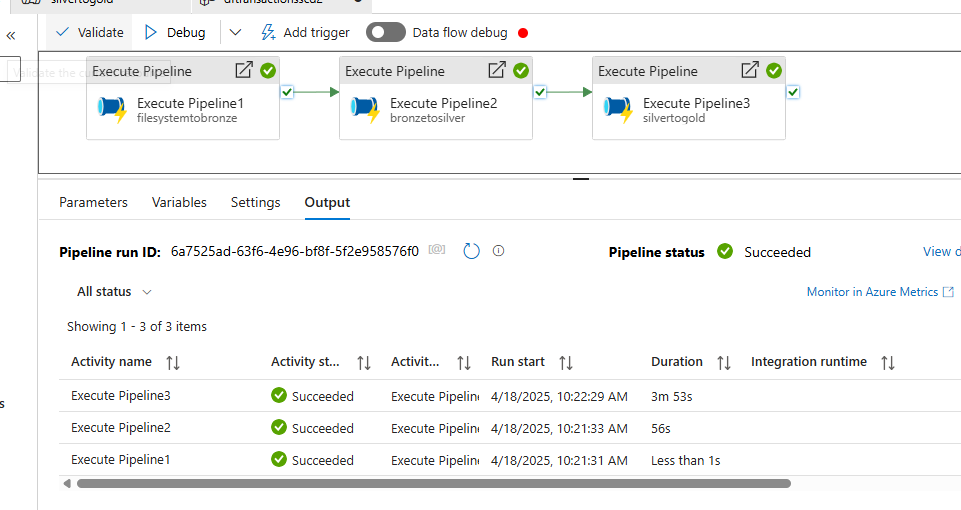 silvertogold
dftransactionsscd2
Validate
Debug
Add trigger
Data flow debug
Execute Pipeline
Execute Pipeline1
filesystemtobronze
Execute Pipeline
Execute Pipeline2
bronzetosilver
Execute Pipeline
Execute Pipeline3
silvertogold
Parameters Variables Settings Output
Pipeline run ID: 6a7525ad-63f6-4e96-bf8f-5f2e958576f0 [@]
Pipeline status Succeeded
View d
All status
Monitor in Azure Metrics
Showing 1 - 3 of 3 items
Activity name Activity st... Activit... Run start Duration Integration runtime
Execute Pipeline3 Succeeded Execute Pipelin 4/18/2025, 10:22:29 AM 3m 53s
Execute Pipeline2 Succeeded Execute Pipelin 4/18/2025, 10:21:33 AM 56s
s
Execute Pipeline1 Succeeded Execute Pipelin 4/18/2025, 10:21:31 AM Less than 1s